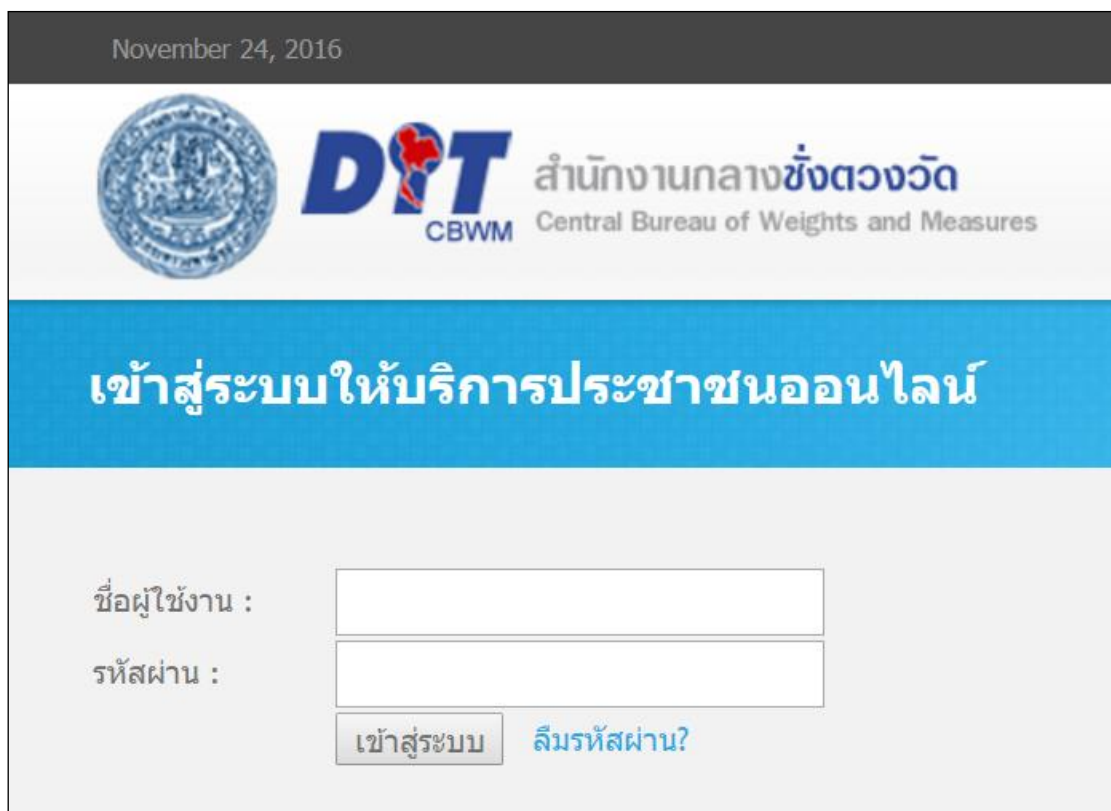 November 24, 2016
DIT
CBWM
สำนักงานกลางชั่งตวงวัด
Central Bureau of Weights and Measures
เข้าสู่ระบบให้บริการประชาชนออนไลน์
ชื่อผู้ใช้งาน :
รหัสผ่าน :
เข้าสู่ระบบ ลืมรหัสผ่าน?